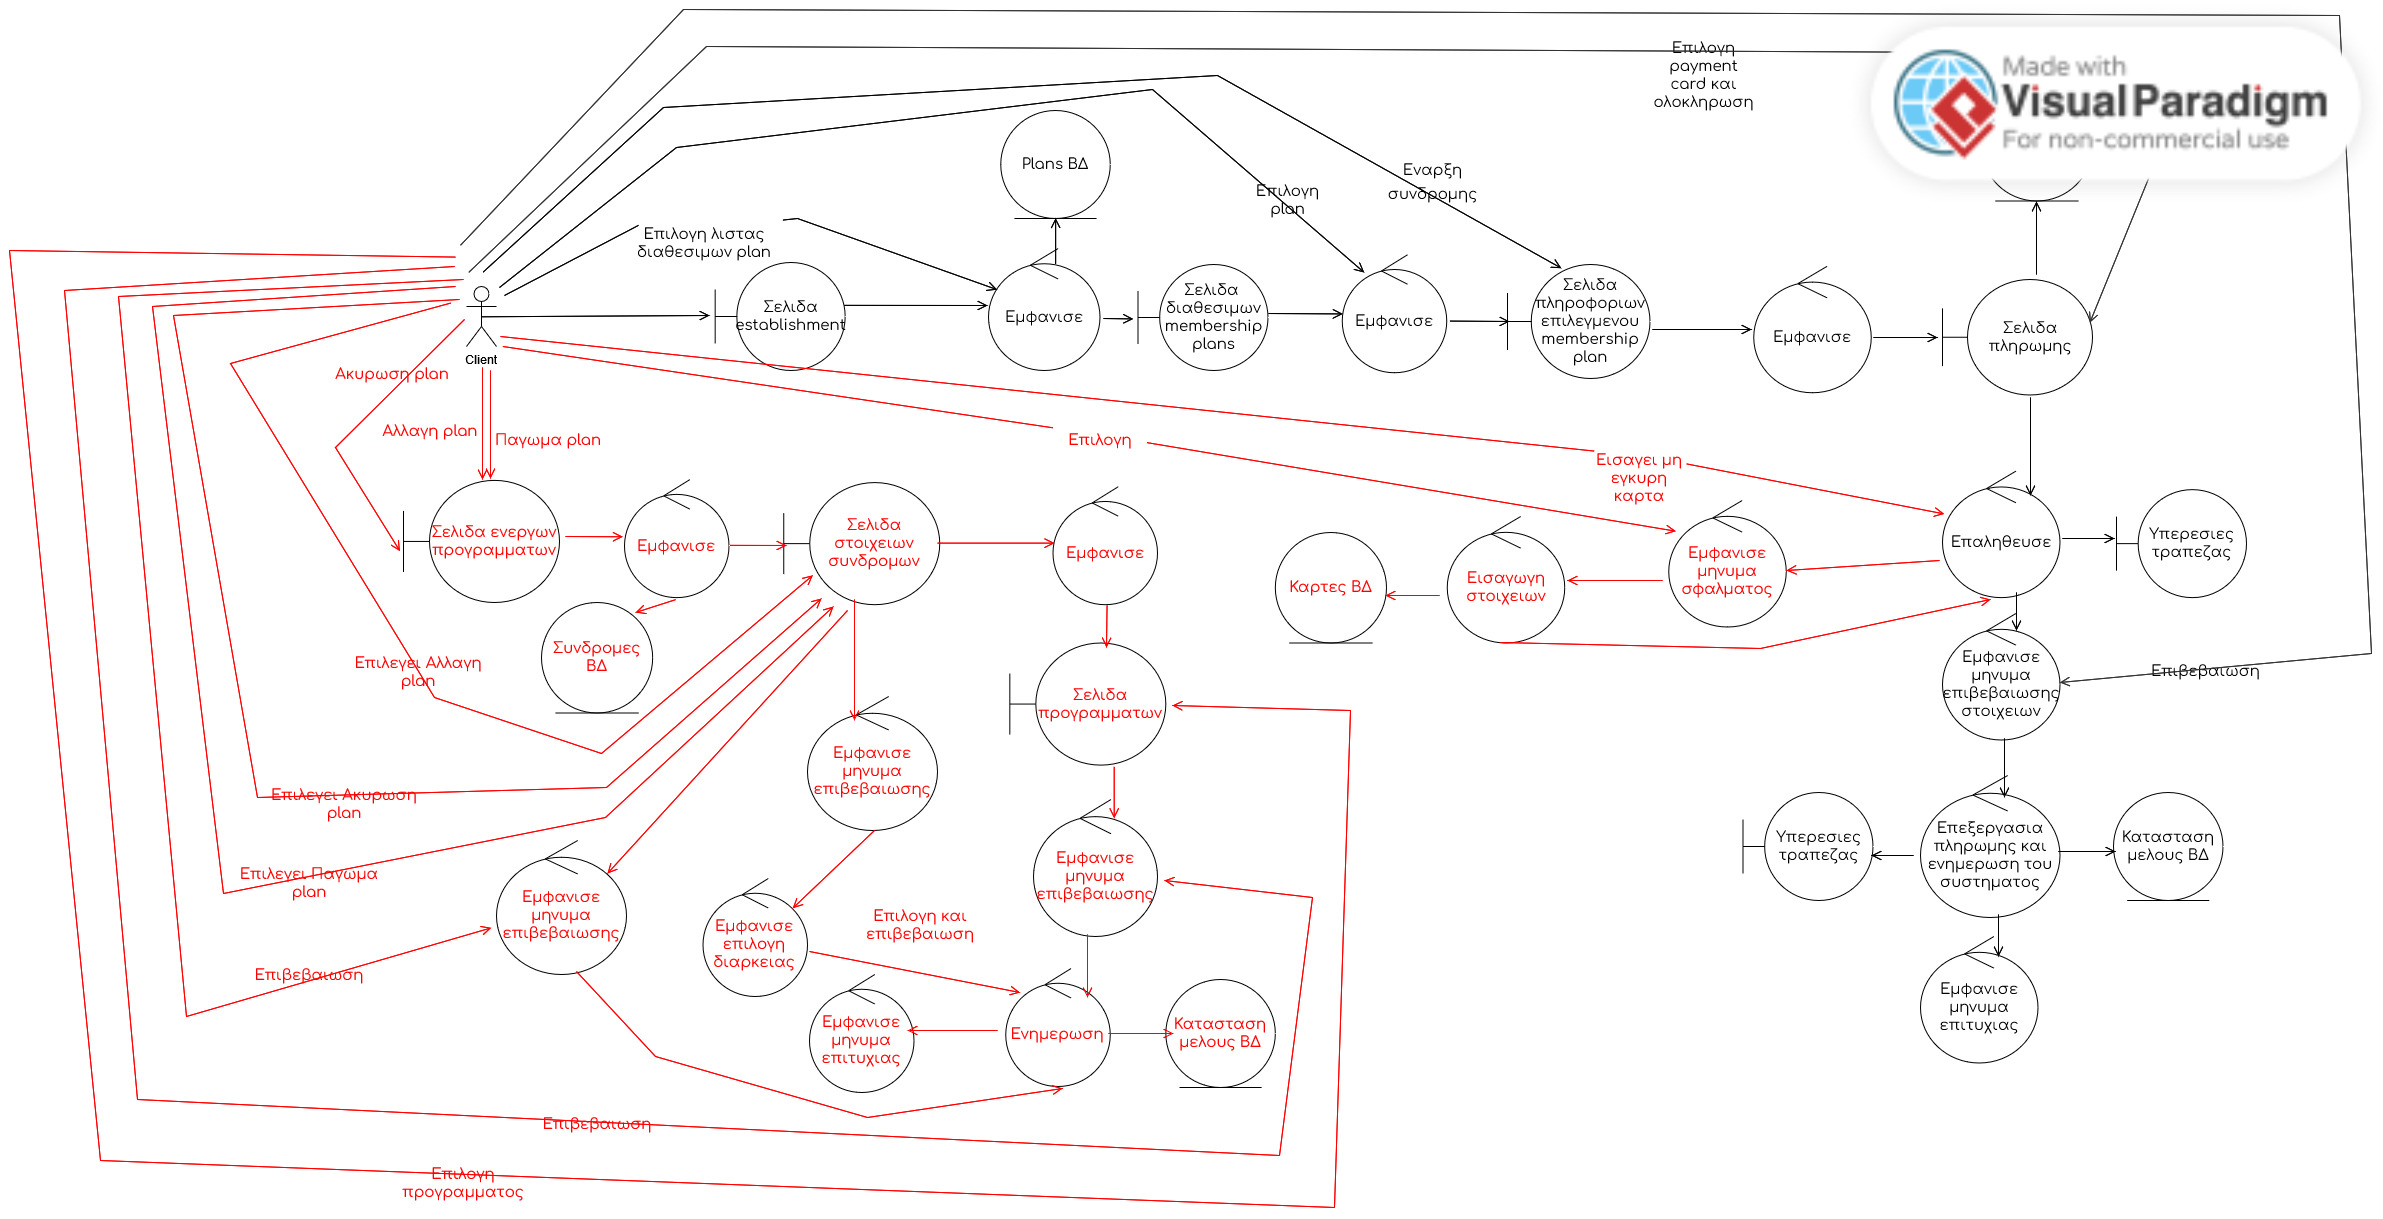 Επιλογη
payment
card και
ολοκληρωση
Made with
Visual Paradigm
For non-commercial use
Plans ΒΔ
Εναρξη
συνδρομης
Επιλογη
plan
Επιλογη λιστας
διαθεσιμων plan
Σελιδα
establishment
Εμφανισε
Σελιδα
διαθεσιμων
membership
plans
Εμφανισε
Σελιδα
πληροφοριων
επιλεγμενου
membership
plan
Εμφανισε
Σελιδα
πληρωμης
Client
Ακυρωση plan
Αλλαγη plan
Παγωμα plan
Επιλογη
Εισαγει μη
εγκυρη
καρτα
Σελιδα ενεργων
προγραμματων
Εμφανισε
Σελιδα
στοιχειων
συνδρομων
Εμφανισε
Καρτες ΒΔ
Εισαγωγη
στοιχειων
Εμφανισε
μηνυμα
σφαλματος
Επαληθευσε
Υπερεσιες
τραπεζας
Συνδρομες
ΒΔ
Επιλεγει Αλλαγη
plan
Σελιδα
προγραμματων
Εμφανισε
μηνυμα
επιβεβαιωσης
στοιχειων
Επιβεβαιωση
Εμφανισε
μηνυμα
επιβεβαιωσης
Επιλεγει Ακυρωση
plan
Επιλεγει Παγωμα
plan
Εμφανισε
μηνυμα
επιβεβαιωσης
Εμφανισε
μηνυμα
επιβεβαιωσης
Υπερεσιες
τραπεζας
Επεξεργασια
πληρωμης και
ενημερωση του
συστηματος
Κατασταση
μελους ΒΔ
Εμφανισε
επιλογη
διαρκειας
Επιλογη και
επιβεβαιωση
Επιβεβαιωση
Εμφανισε
μηνυμα
επιτυχιας
Ενημερωση
Κατασταση
μελους ΒΔ
Εμφανισε
μηνυμα
επιτυχιας
Επιβεβαιωση
Επιλογη
προγραμματος